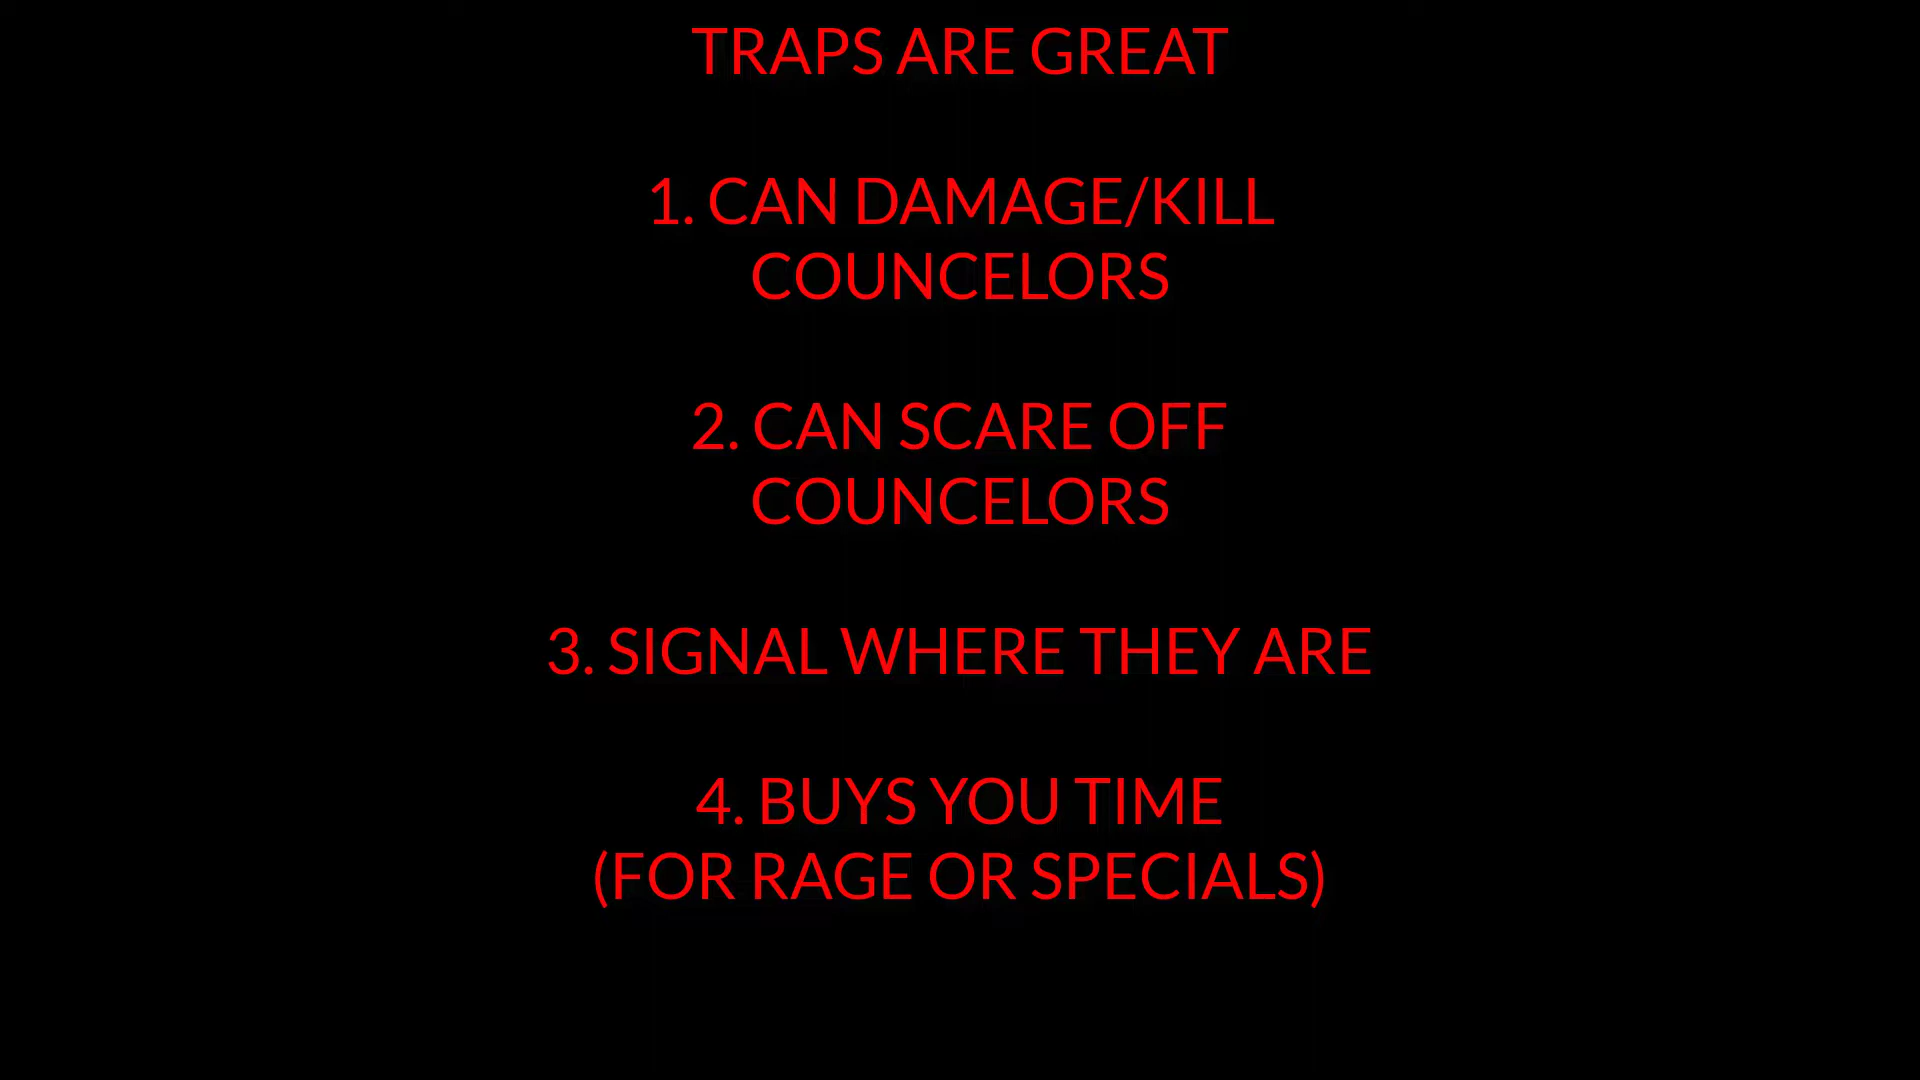 TRAPS ARE GREAT
1. CAN DAMAGE/KILL
COUNCELORS
2. CAN SCARE OFF
COUNCELORS
3. SIGNAL WHERE THEY ARE
4. BUYS YOU TIME
(FOR RAGE OR SPECIALS)